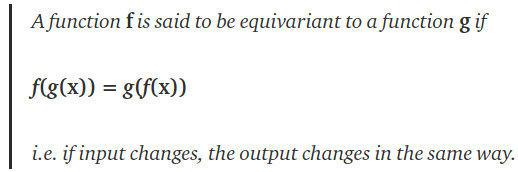 A function f is said to be equivariant to a function g if
f(g(x)) = g(f(x))
i.e. if input changes, the output changes in the same way.